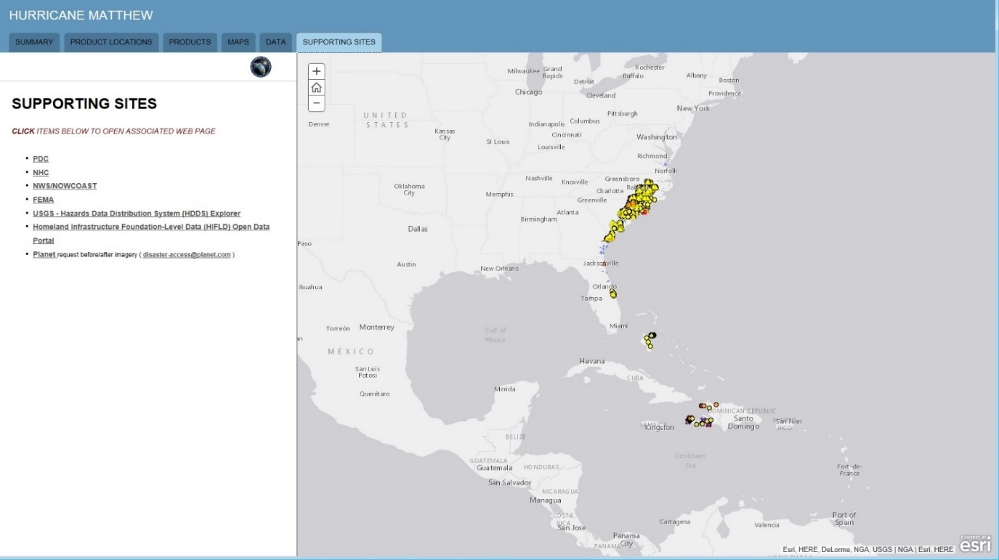 HURRICANE MATTHEW
SUMMARY PRODUCT LOCATIONS PRODUCTS MAPS DATA SUPPORTING SITES
SUPPORTING SITES
CLICK ITEMS BELOW TO OPEN ASSOCIATED WEB PAGE
• PDC
• NHC
• NWS/NOWCOAST
• FEMA
• USGS - Hazards Data Distribution System (HDDS) Explorer
• Homeland Infrastructure Foundation-Level Data (HIFLD) Open Data
Portal
• Planet request before/after imagery ( disaster-access@planet.com )
+
−
Milwaukee
Grand
Rapids
Rochester
Buffalo
Albany
Boston
Detroit
Chicago
Cleveland
Providence
New York
Pittsburgh
UNITED
STATES
Denver
Indianapolis
Columbus
Kansas
City
Cincinnati
Washington
St Louis
Louisville
Richmond
Norfolk
Nashville
Knoxville
Greensboro
Oklahoma
City
Memphis
Charlotte
Greenville
Atlanta
Birmingham
Dallas
Paso
Jacksonville
Austin
New Orleans
ihuahua
Orlando
Tampa
Miami
Torreón
Monterrey
Gulf of
Mexico
MÉXICO
Havana
San Luis
Potosi
CUBA
Querétaro
Merida
DOMINICAN REPUBLIC
Santo
Domingo
San Juan
RICO
Kingston
BELIZE
Caribbean
Sea
GUATEMALA
Guatemala
HONDURAS
Fort-de-
France
San Salvador
NICARAGUA
Managua
COSTA
RICA
San Jose
Cartagena
Valencia
Port of
Spain
Panama
City
PANAMA
Esri, HERE, DeLorme, NGA, USGS | NGA | Esri, HERE
POWERED BY
esri